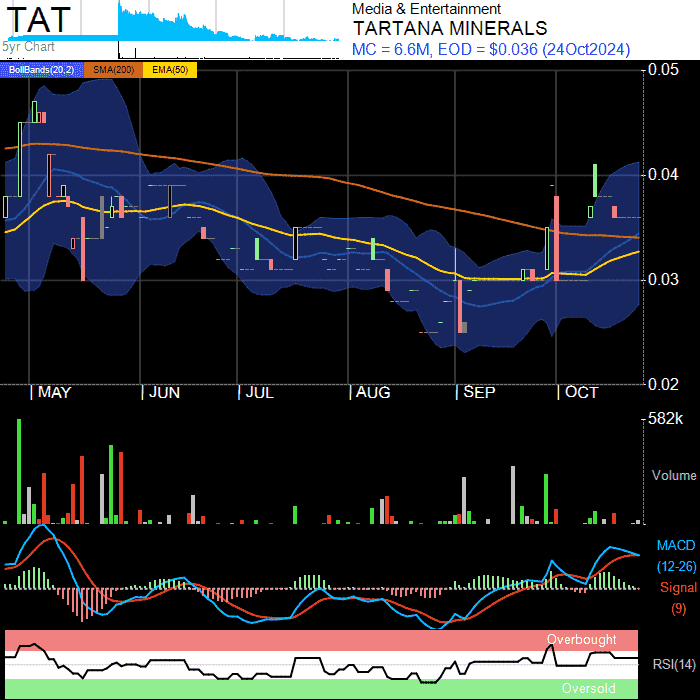 TAT
5yr Chart
Media & Entertainment
TARTANA MINERALS
MC = 6.6M, EOD = $0.036 (24Oct2024)
BollBands(20,2) SMA(200) EMA(50)
0.05
0.04
0.03
0.02
MAY JUN JUL AUG SEP OCT
582k
Volume
MACD
(12-26)
Signal
(9)
Overbought
RSI(14)
Oversold